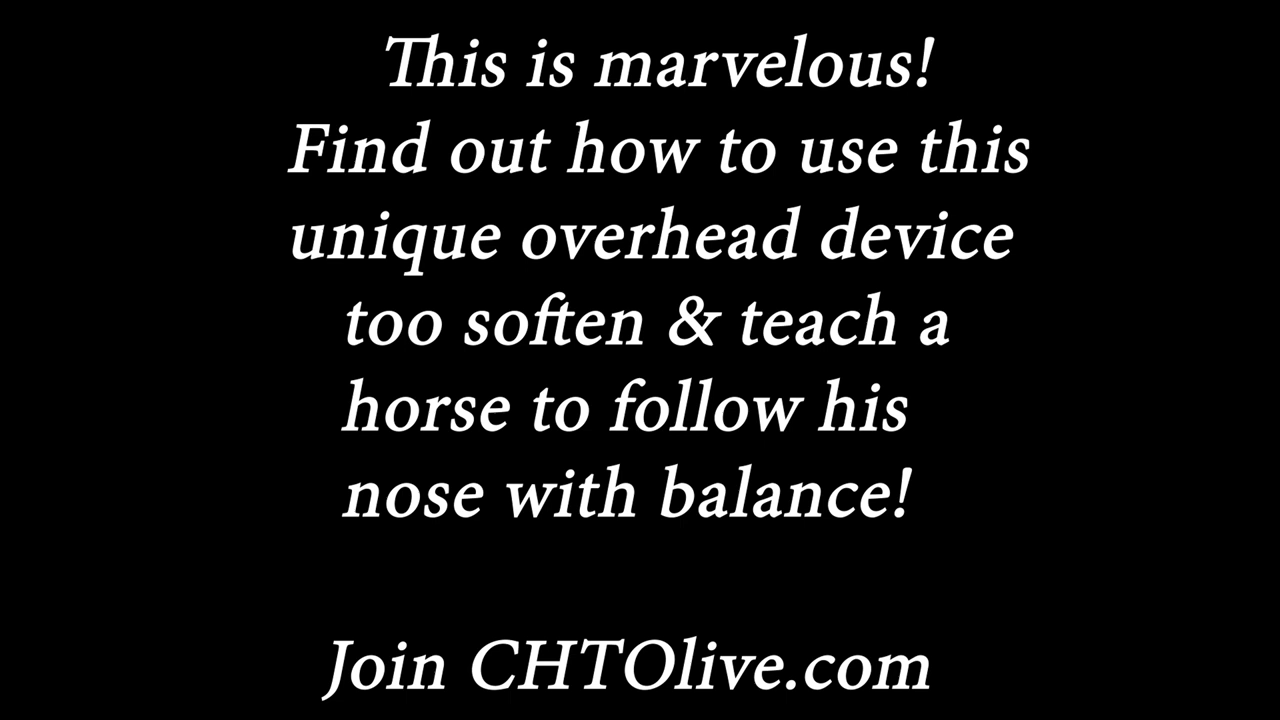 This is marvelous!
Find out how to use this
unique overhead device
too soften & teach a
horse to follow his
nose with balance!
Join CHTOlive.com